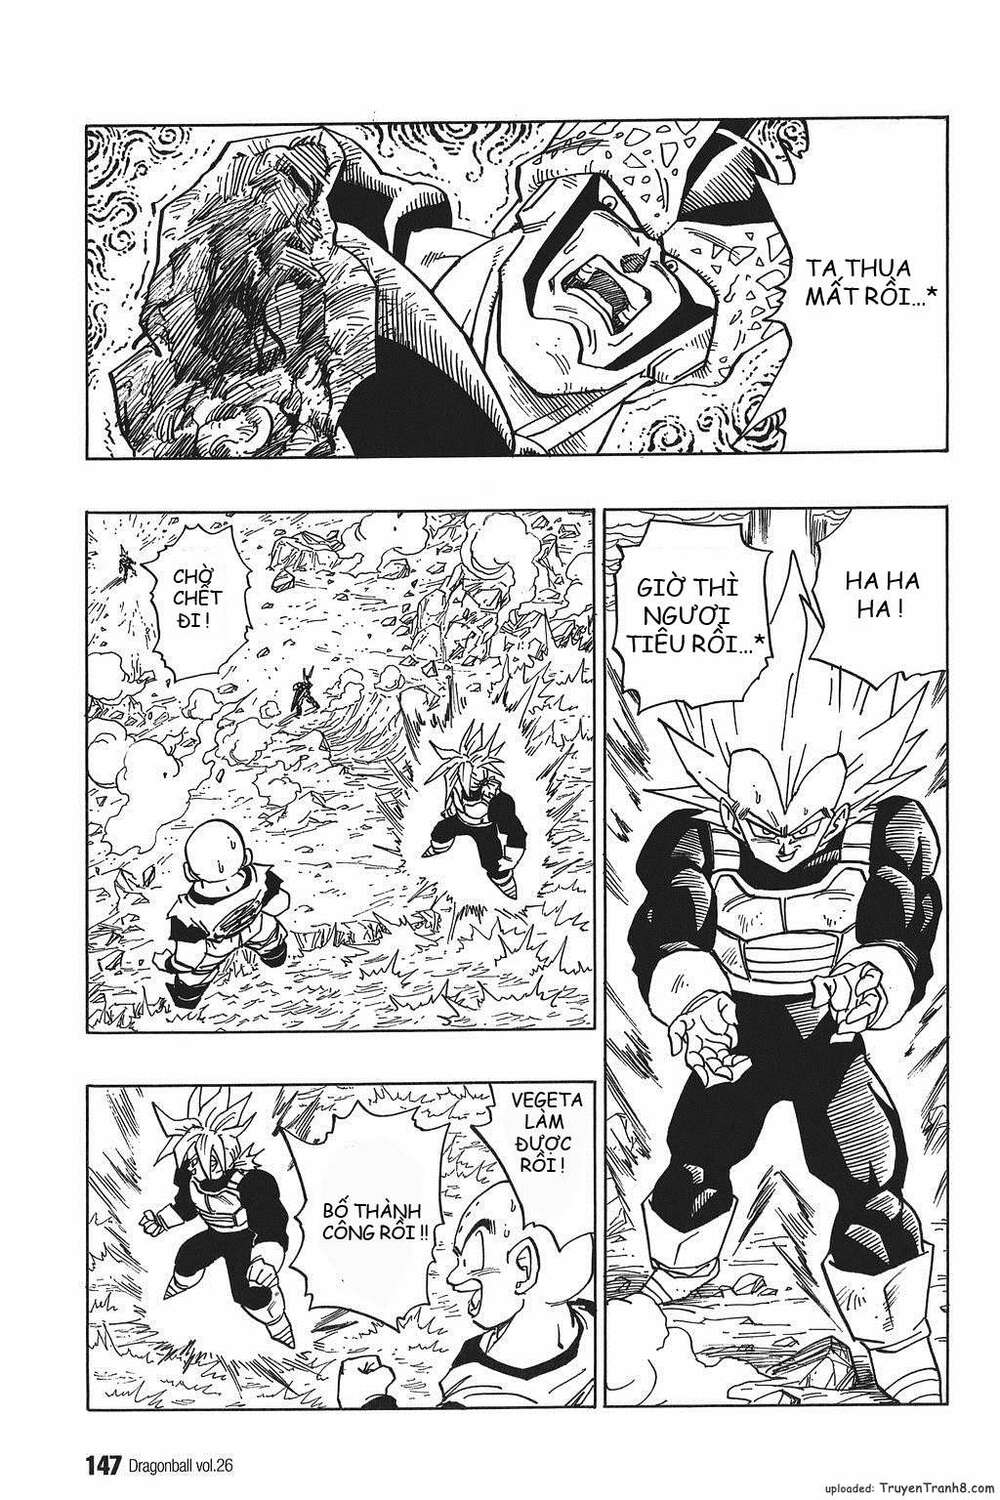 TA THUA
MẤT RỒI...*
HA HA
HA !
GIỜ THÌ
NGƯƠI
TIÊU RỒI...*
CHỜ
CHẾT
ĐI !
VEGETA
LÀM
ĐƯỢC
RỒI !
BỐ THÀNH
CÔNG RỒI !!
147 Dragonball vol.26
uploaded: TruyenTranh8.com